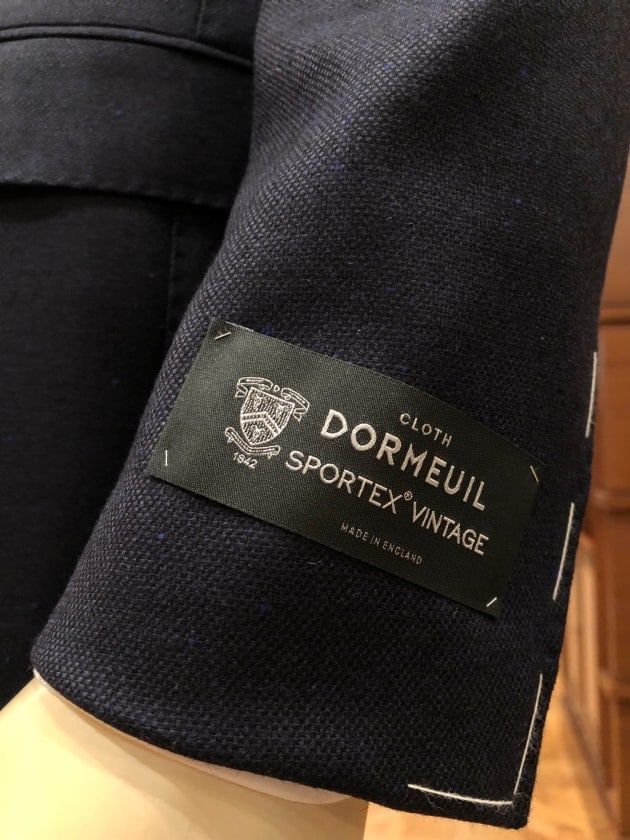 CLOTH
DORMEUIL
SPORTEX® VINTAGE
1842
MADE IN ENGLAND